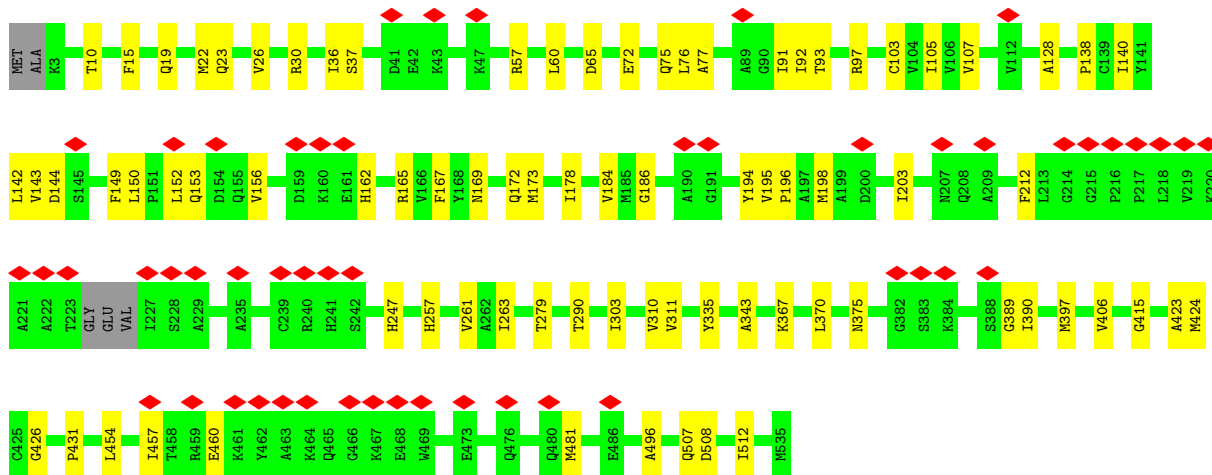 MET ALA K3 T10 F15 Q19 M22 Q23 V26 R30 I36 S37 D41 E42 K43 K47 R57 L60 D65 E72 Q75 L76 A77 A89 G90 I91 I92 T93 R97 C103 V104 I105 V106 V107 V112 A128 P138 C139 I140 Y141
L142 V143 D144 S145 F149 L150 P151 L152 Q153 D154 Q155 V156 D159 K160 E161 H162 R165 V166 F167 Y168 N169 Q172 M173 I178 V184 M185 G186 A190 G191 Y194 V195 P196 A197 M198 A199 D200 I203 N207 Q208 A209 F212 L213 G214 G215 P216 P217 L218 V219 K220
A221 A222 T223 GLY GLU VAL I227 S228 A229 A235 C239 R240 H241 S242 H247 H257 V261 A262 I263 T279 T290 I303 V310 V311 Y335 A343 K367 L370 N375 G382 S383 K384 S388 G389 I390 M397 V406 G415 A423 M424
C425 G426 P431 L454 I457 T458 R459 E460 K461 Y462 A463 K464 Q465 G466 K467 E468 W469 E473 Q476 Q480 M481 E486 A496 Q507 D508 I512 M535